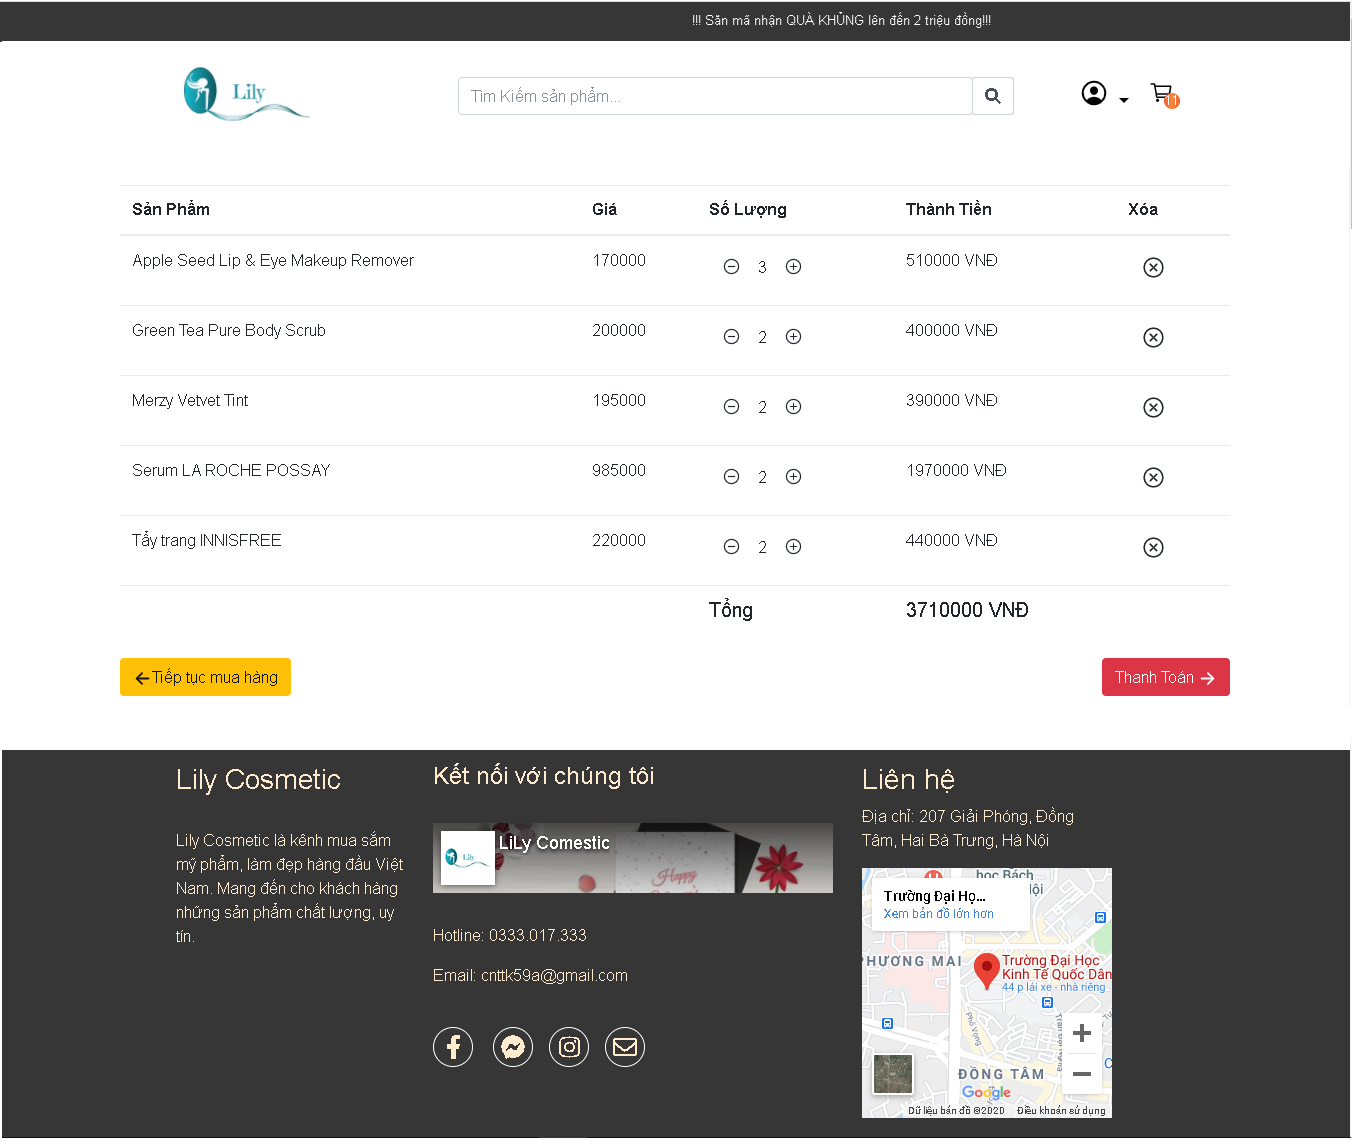 !!! Săn mã nhận QUÀ KHỦNG lên đến 2 triệu đồng!!!
Lily
Tìm Kiếm sản phẩm...
11
Sản Phẩm Giá Số Lượng Thành Tiền Xóa
Apple Seed Lip & Eye Makeup Remover 170000 3 510000 VNĐ
Green Tea Pure Body Scrub 200000 2 400000 VNĐ
Merzy Vetvet Tint 195000 2 390000 VNĐ
Serum LA ROCHE POSSAY 985000 2 1970000 VNĐ
Tẩy trang INNISFREE 220000 2 440000 VNĐ
Tổng 3710000 VNĐ
Tiếp tục mua hàng
Thanh Toán
Lily Cosmetic
Lily Cosmetic là kênh mua sắm
mỹ phẩm, làm đẹp hàng đầu Việt
Nam. Mang đến cho khách hàng
những sản phẩm chất lượng, uy
tín.
Kết nối với chúng tôi
Lily
LiLy Comestic
Happy
Hotline: 0333.017.333
Email: cnttk59a@gmail.com
Liên hệ
Địa chỉ: 207 Giải Phóng, Đồng
Tâm, Hai Bà Trưng, Hà Nội
học Bách
Nội
Trường Đại Họ...
Xem bản đồ lớn hơn
PHƯƠNG MAI
Trường Đại Học
Kinh Tế Quốc Dân
44 p lái xe - nhà riêng
Phố Vọng
ĐỒNG TÂM
Google
Dữ liệu bản đồ ©2020 Điều khoản sử dụng